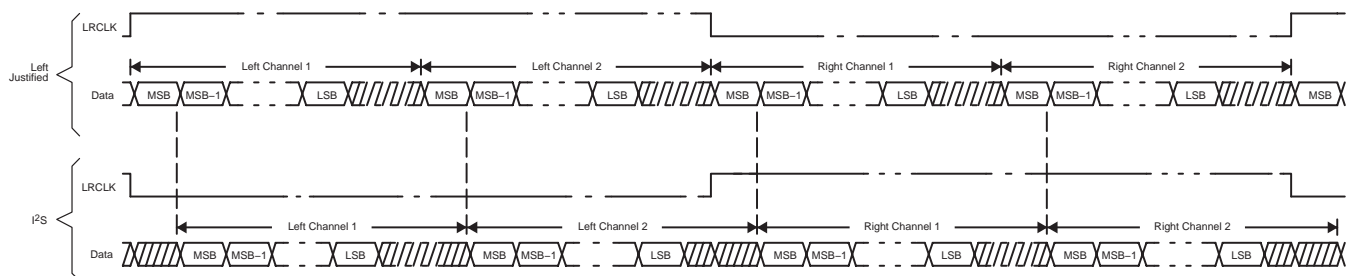 LRCLK
Left Justified
Left Channel 1 Left Channel 2 Right Channel 1 Right Channel 2
Data MSB MSB–1 LSB MSB MSB–1 LSB MSB MSB–1 LSB MSB MSB–1 LSB MSB
LRCLK
I²S
Left Channel 1 Left Channel 2 Right Channel 1 Right Channel 2
Data MSB MSB–1 LSB MSB MSB–1 LSB MSB MSB–1 LSB MSB MSB–1 LSB